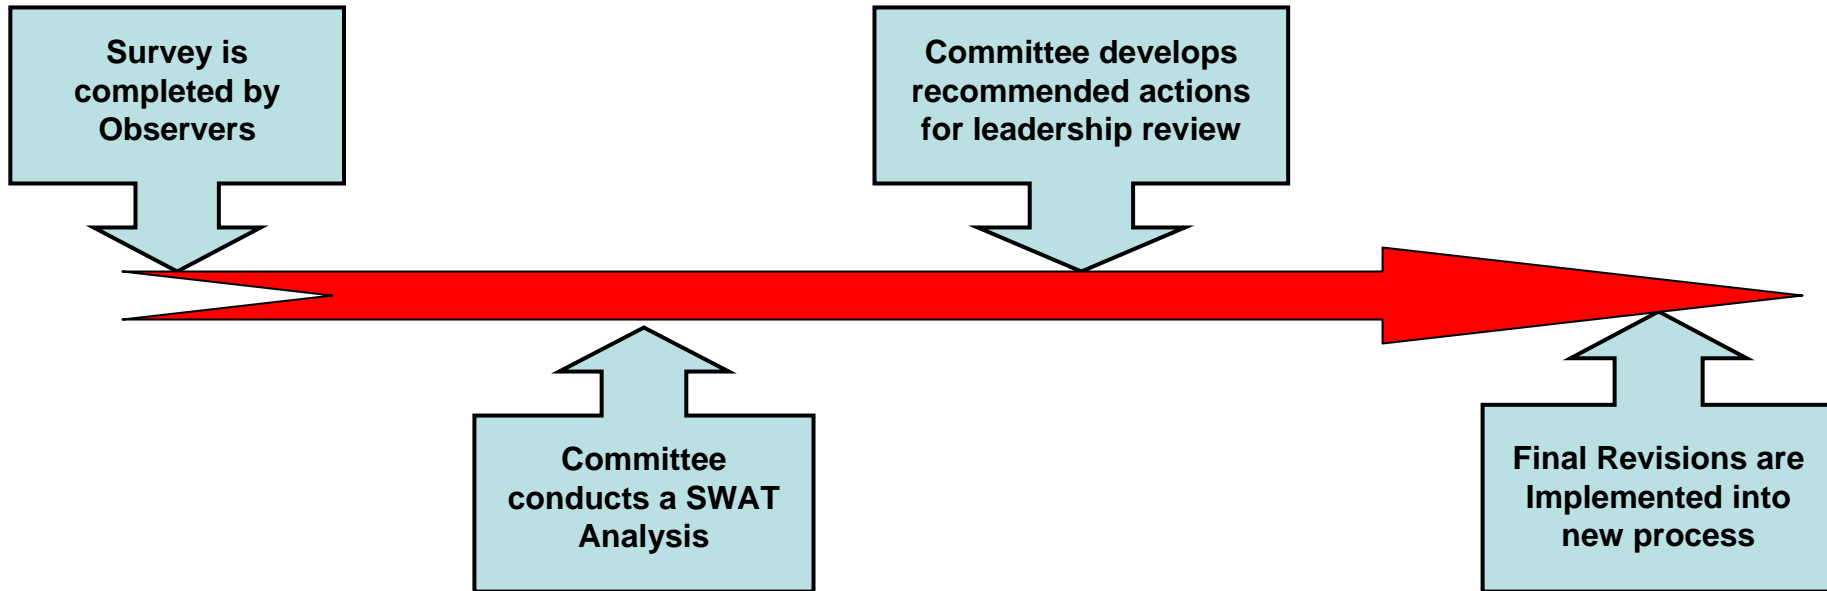 Survey is
completed by
Observers
Committee develops
recommended actions
for leadership review
Committee
conducts a SWAT
Analysis
Final Revisions are
Implemented into
new process